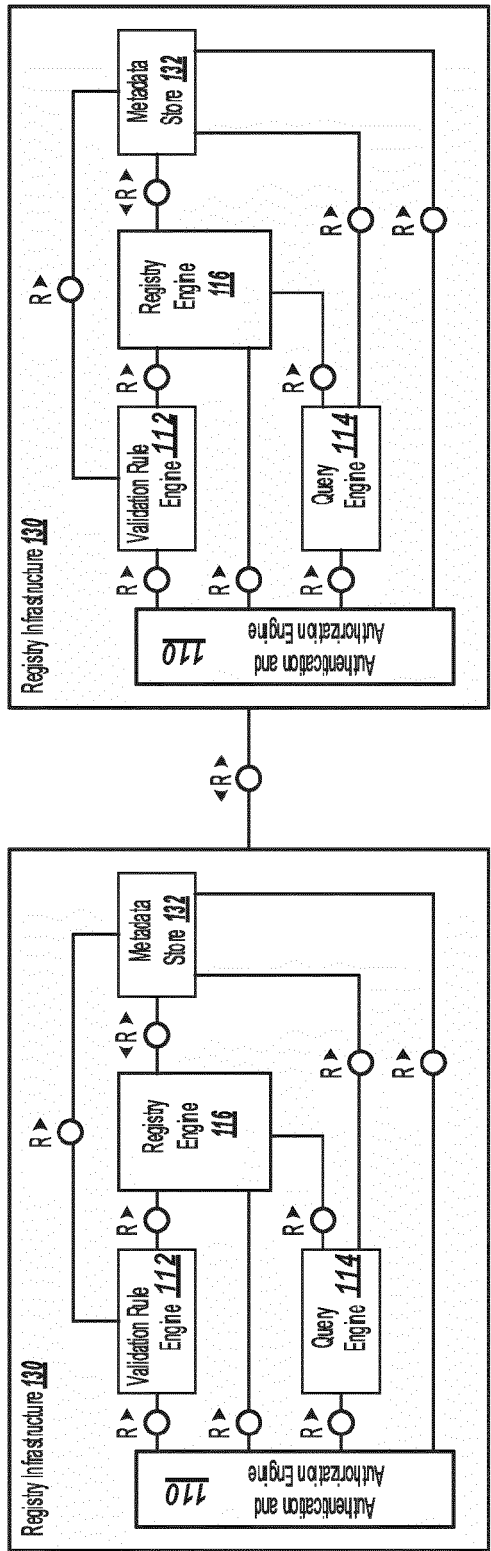 Registry Infrastructure 130
R
Authentication and
Authorization Engine
110
R
Validation Rule
Engine 112
R
Registry
Engine
116
R
Metadata
Store 132
R
R
Query
Engine 114
R
R
R
R
Registry Infrastructure 130
R
Authentication and
Authorization Engine
110
R
Validation Rule
Engine 112
R
Registry
Engine
116
R
Metadata
Store 132
R
R
Query
Engine 114
R
R
R